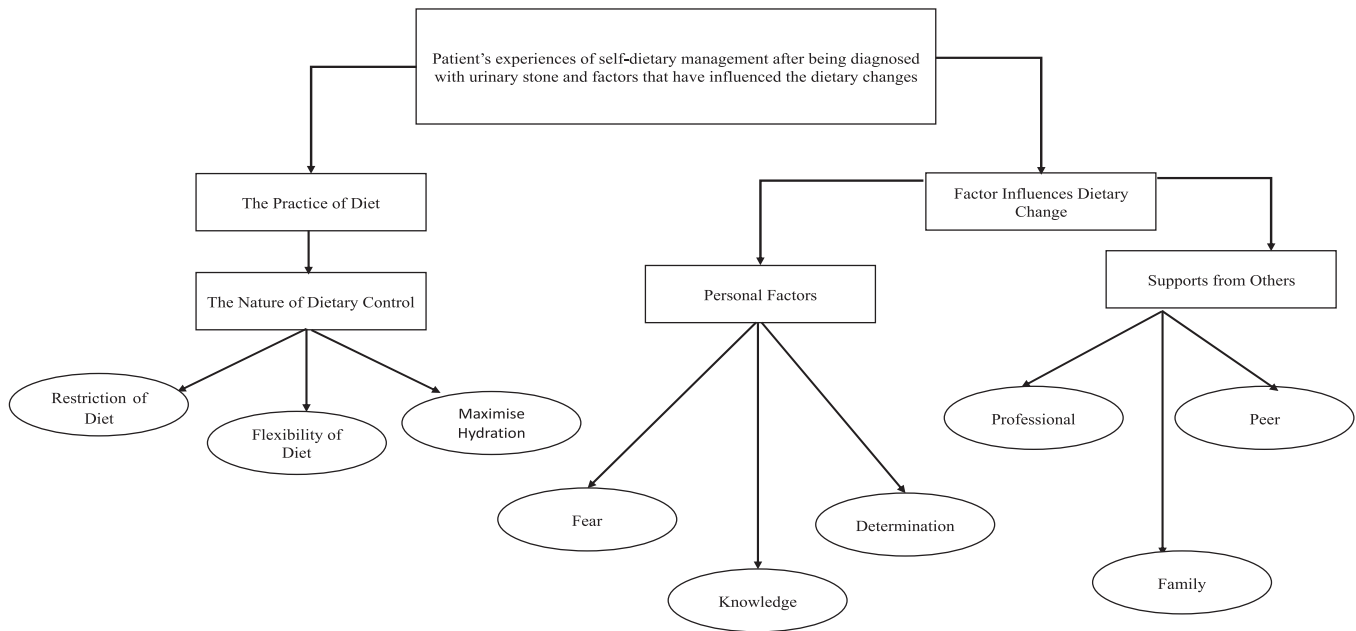 Patient’s experiences of self-dietary management after being diagnosed
with urinary stone and factors that have influenced the dietary changes
The Practice of Diet
Factor Influences Dietary
Change
The Nature of Dietary Control
Personal Factors
Supports from Others
Restriction of
Diet
Flexibility of
Diet
Maximise
Hydration
Professional
Peer
Fear
Determination
Knowledge
Family